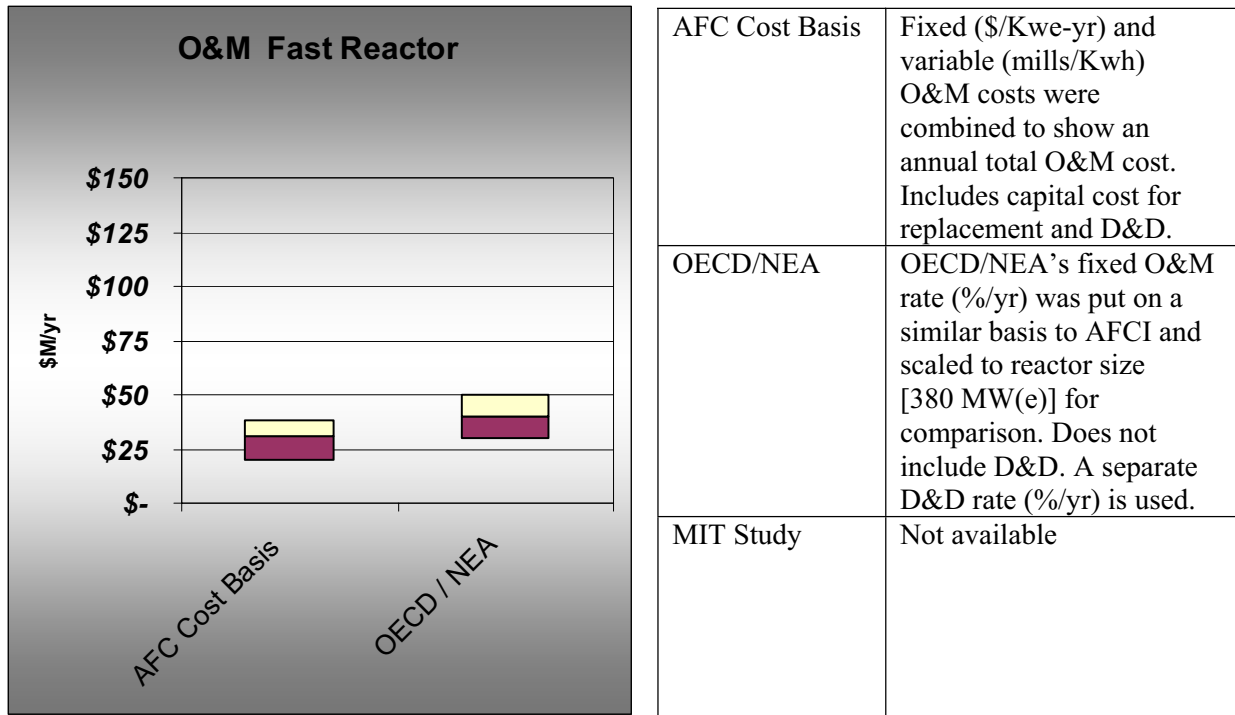 O&M Fast Reactor
$150
$125
$100
$75
$50
$25
$-
$M/yr
AFC Cost Basis
OECD / NEA
AFC Cost Basis
Fixed ($/Kwe-yr) and
variable (mills/Kwh)
O&M costs were
combined to show an
annual total O&M cost.
Includes capital cost for
replacement and D&D.
OECD/NEA
OECD/NEA’s fixed O&M
rate (%/yr) was put on a
similar basis to AFCI and
scaled to reactor size
[380 MW(e)] for
comparison. Does not
include D&D. A separate
D&D rate (%/yr) is used.
MIT Study
Not available